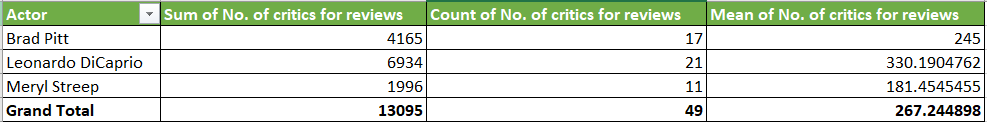 Actor Sum of No. of critics for reviews Count of No. of critics for reviews Mean of No. of critics for reviews
Brad Pitt 4165 17 245
Leonardo DiCaprio 6934 21 330.1904762
Meryl Streep 1996 11 181.4545455
Grand Total 13095 49 267.244898